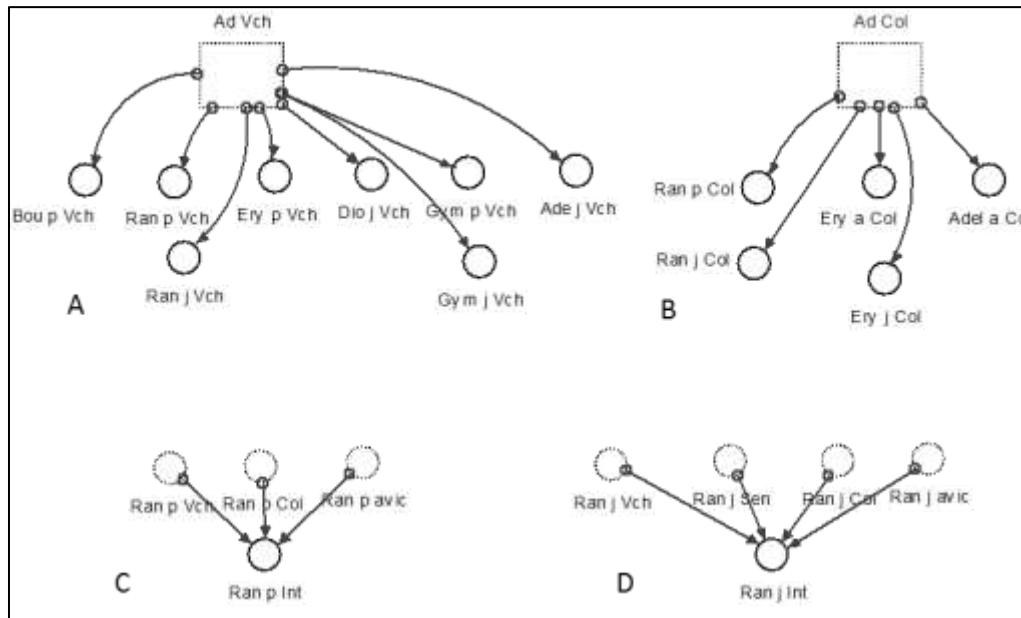 Ad Vch
Ad Col
Bou p Vch
Ran p Vch
Ery p Vch
Dio j Vch
Gym p Vch
Ade j Vch
Ran j Vch
Gym j Vch
A
Ran p Col
Ery a Col
Adel a Co
Ran j Col
Ery j Col
B
Ran p Vch
Ran p Col
Ran p avic
Ran p Int
C
Ran j Vch
Ran j Sen
Ran j Col
Ran j avic
Ran j Int
D